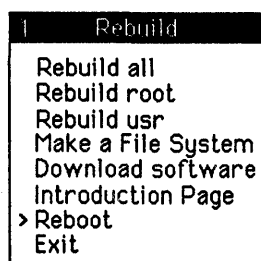 1 Rebuild
Rebuild all
Rebuild root
Rebuild usr
Make a File System
Download software
Introduction Page
> Reboot
Exit